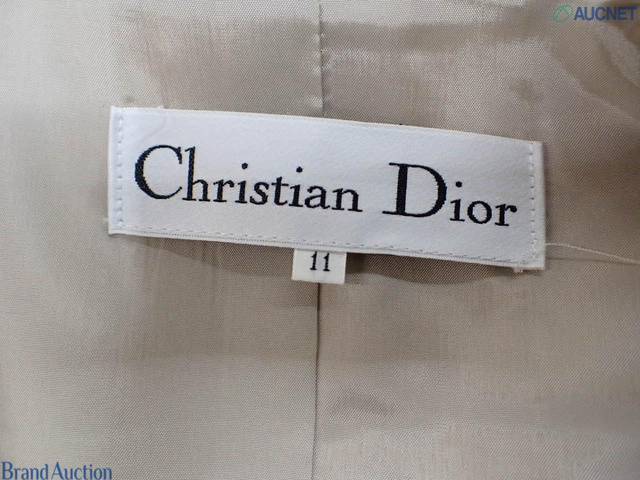 AUCNET
Christian Dior
11
Brand Auction